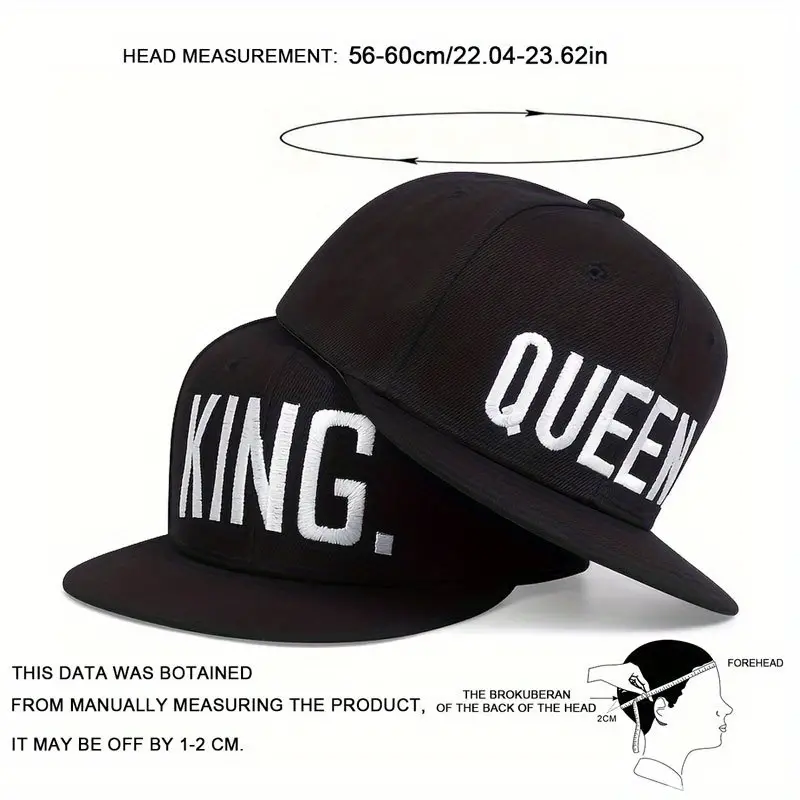 HEAD MEASUREMENT: 56-60cm/22.04-23.62in
KING.
QUEEN
THIS DATA WAS BOTAINED
FROM MANUALLY MEASURING THE PRODUCT,
IT MAY BE OFF BY 1-2 CM.
FOREHEAD
THE BROKUBERAN
OF THE BACK OF THE HEAD
2CM